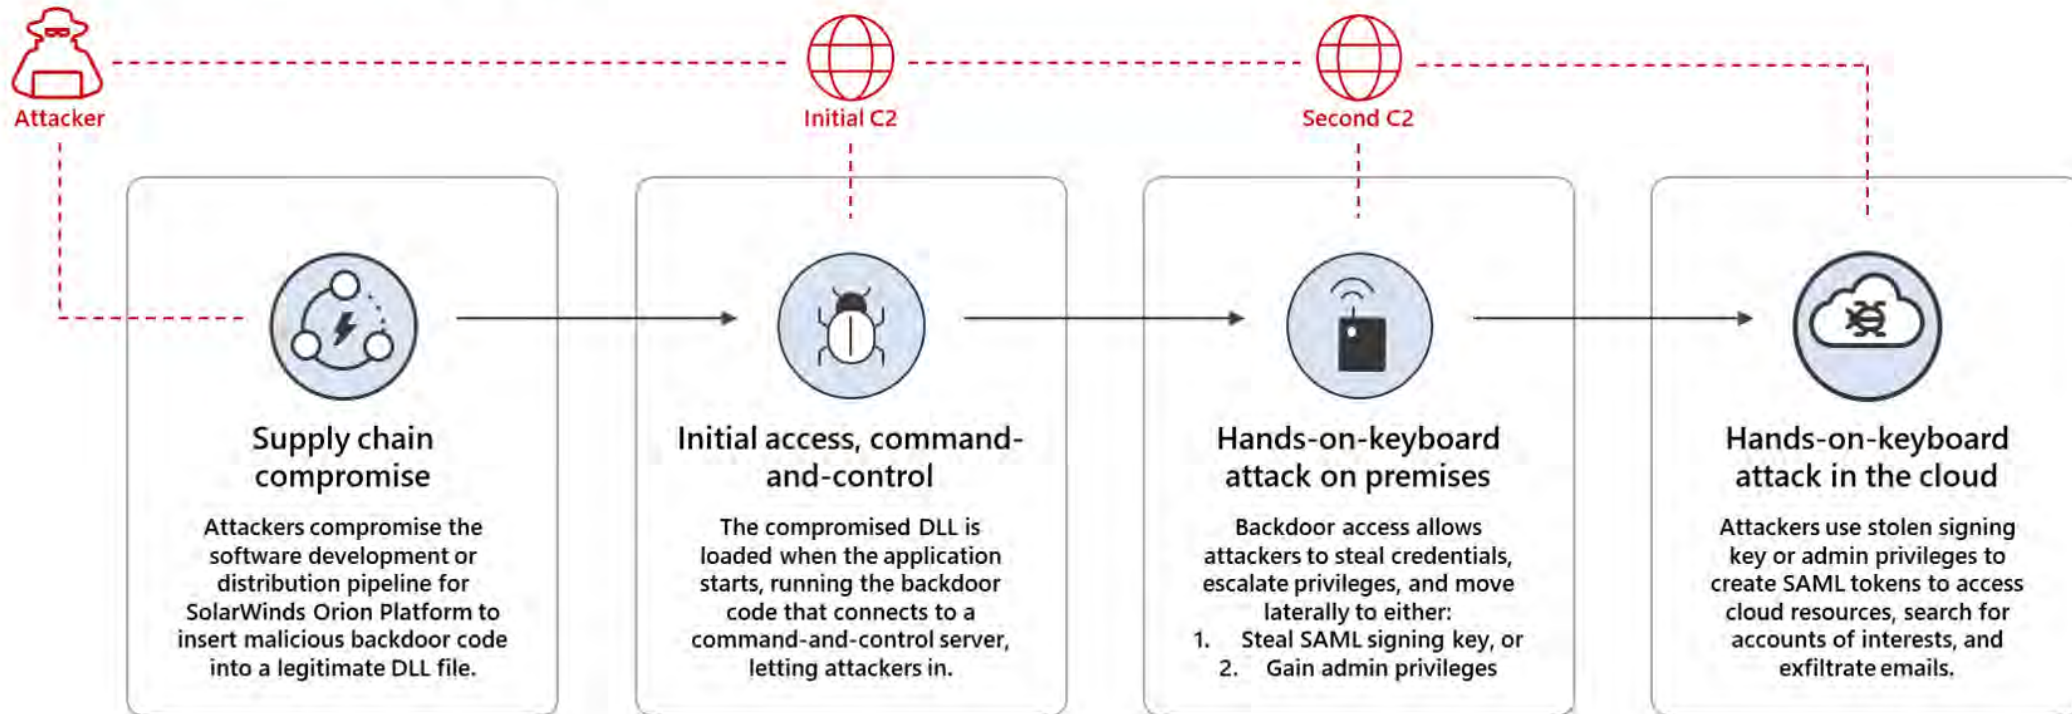 Attacker
Initial C2
Second C2
Supply chain
compromise
Attackers compromise the
software development or
distribution pipeline for
SolarWinds Orion Platform to
insert malicious backdoor code
into a legitimate DLL file.
Initial access, command-
and-control
The compromised DLL is
loaded when the application
starts, running the backdoor
code that connects to a
command-and-control server,
letting attackers in.
Hands-on-keyboard
attack on premises
Backdoor access allows
attackers to steal credentials,
escalate privileges, and move
laterally to either:
1. Steal SAML signing key, or
2. Gain admin privileges
Hands-on-keyboard
attack in the cloud
Attackers use stolen signing
key or admin privileges to
create SAML tokens to access
cloud resources, search for
accounts of interests, and
exfiltrate emails.